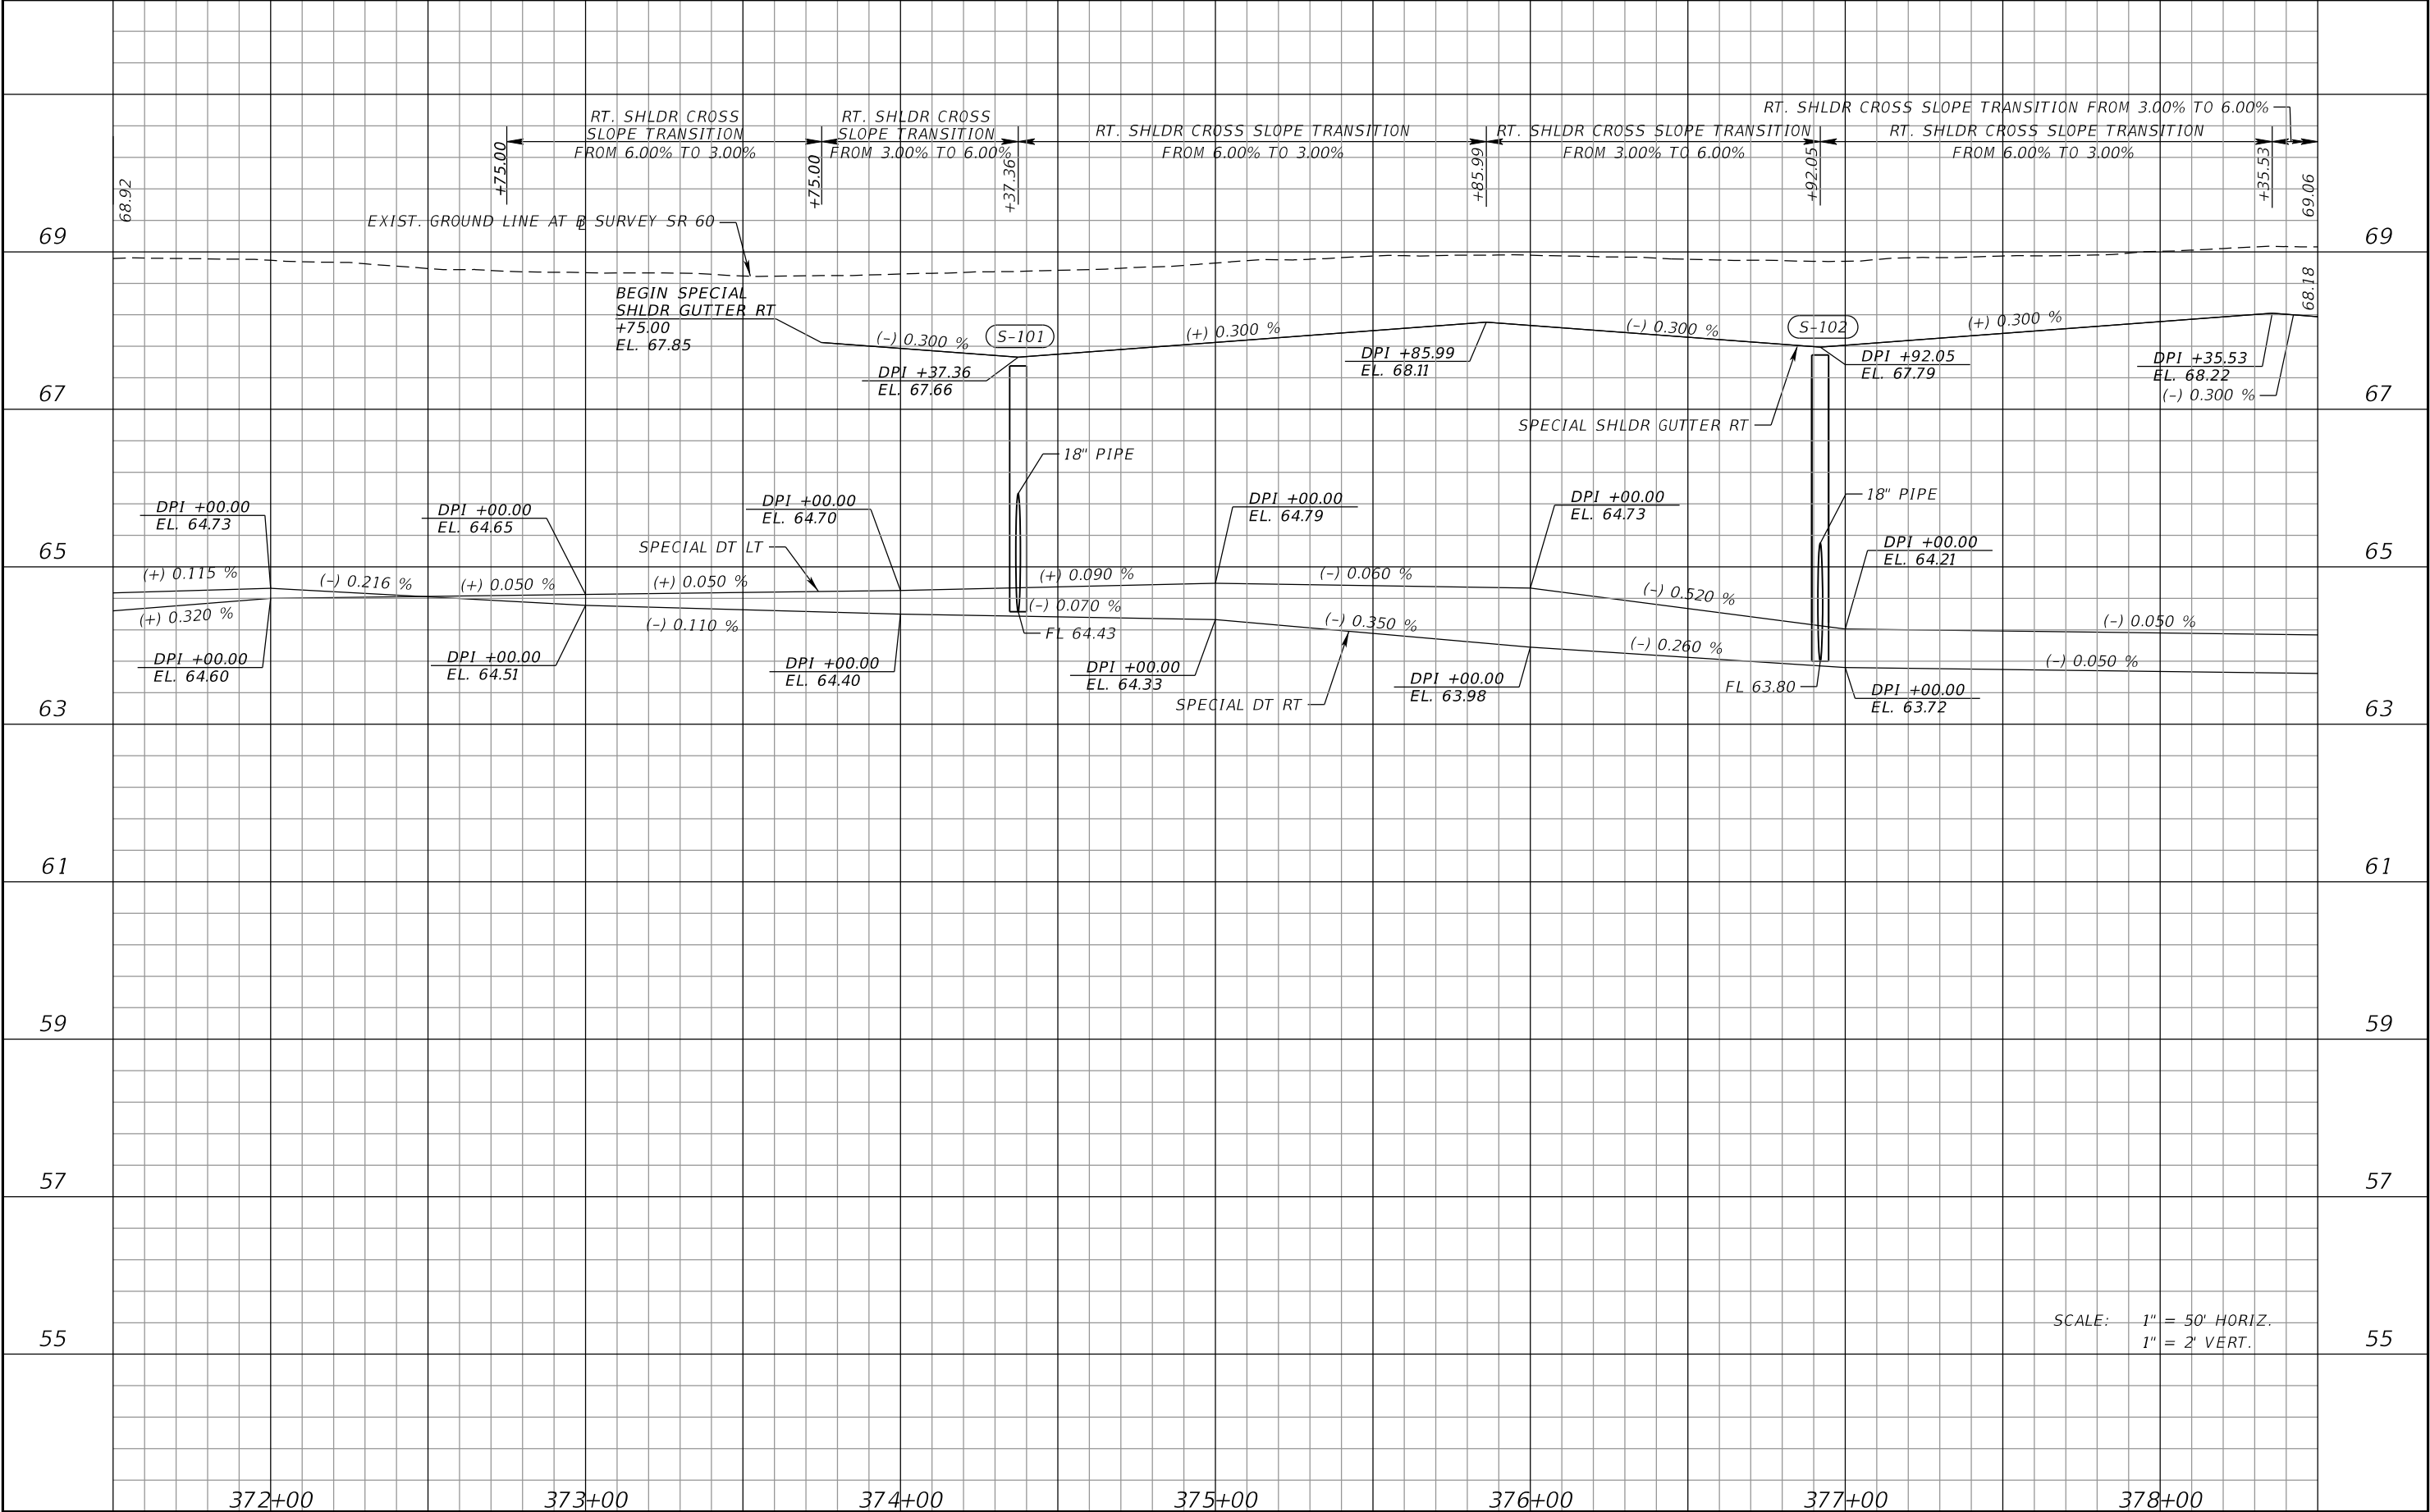 RT. SHLDR CROSS SLOPE TRANSITION FROM 3.00% TO 6.00%
RT. SHLDR CROSS
SLOPE TRANSITION
FROM 6.00% TO 3.00%
RT. SHLDR CROSS
SLOPE TRANSITION
FROM 3.00% TO 6.00%
RT. SHLDR CROSS SLOPE TRANSITION
FROM 6.00% TO 3.00%
RT. SHLDR CROSS SLOPE TRANSITION
FROM 3.00% TO 6.00%
RT. SHLDR CROSS SLOPE TRANSITION
FROM 6.00% TO 3.00%
+75.00
+75.00
+37.36
+85.99
+92.05
+35.53
68.92
69.06
EXIST. GROUND LINE AT BL SURVEY SR 60
69
69
68.18
BEGIN SPECIAL
SHLDR GUTTER RT
+75.00
EL. 67.85
(-) 0.300 %
S-101
(+) 0.300 %
(-) 0.300 %
S-102
(+) 0.300 %
DPI +37.36
EL. 67.66
DPI +85.99
EL. 68.11
DPI +92.05
EL. 67.79
DPI +35.53
EL. 68.22
(-) 0.300 %
67
67
SPECIAL SHLDR GUTTER RT
18" PIPE
18" PIPE
DPI +00.00
EL. 64.73
DPI +00.00
EL. 64.65
DPI +00.00
EL. 64.70
DPI +00.00
EL. 64.79
DPI +00.00
EL. 64.73
DPI +00.00
EL. 64.21
SPECIAL DT LT
65
65
(+) 0.115 %
(-) 0.216 %
(+) 0.050 %
(+) 0.050 %
(+) 0.090 %
(-) 0.060 %
(-) 0.520 %
(-) 0.050 %
(+) 0.320 %
(-) 0.110 %
(-) 0.070 %
(-) 0.350 %
(-) 0.260 %
(-) 0.050 %
FL 64.43
FL 63.80
DPI +00.00
EL. 64.60
DPI +00.00
EL. 64.51
DPI +00.00
EL. 64.40
DPI +00.00
EL. 64.33
DPI +00.00
EL. 63.98
DPI +00.00
EL. 63.72
SPECIAL DT RT
63
63
61
61
59
59
57
57
55
55
SCALE: 1" = 50' HORIZ.
1" = 2' VERT.
372+00
373+00
374+00
375+00
376+00
377+00
378+00